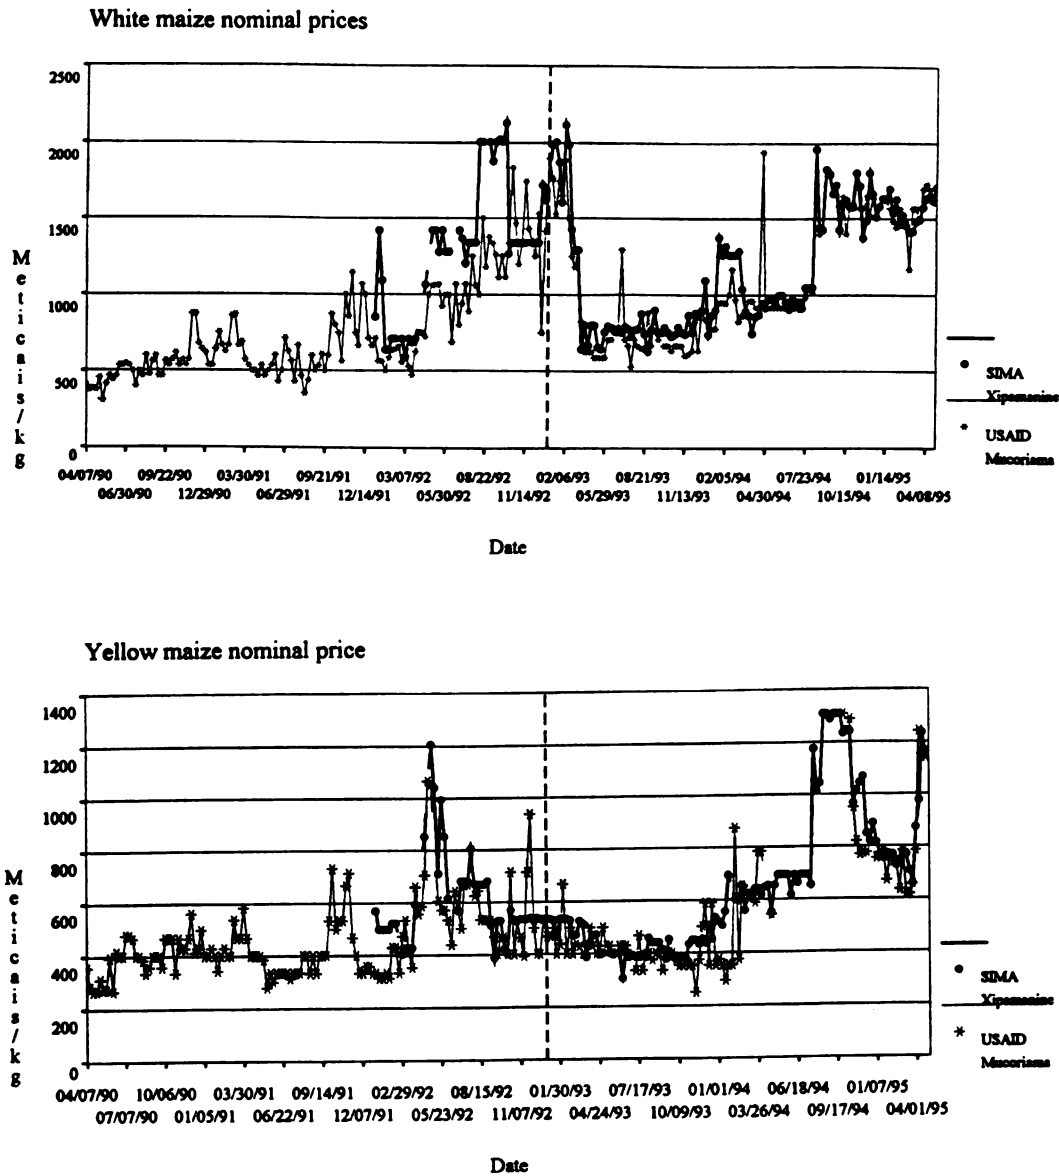 White maize nominal prices
2500
2000
1500
1000
500
0
Meticais/kg
04/07/90 09/22/90 03/30/91 09/21/91 03/07/92 08/22/92 02/06/93 08/21/93 02/05/94 07/23/94 01/14/95
06/30/90 12/29/90 06/29/91 12/14/91 05/30/92 11/14/92 05/29/93 11/13/93 04/30/94 10/15/94 04/08/95
Date
SIMA
Xipamanine
USAID
Mucoriama
Yellow maize nominal price
1400
1200
1000
800
600
400
200
0
Meticais/kg
04/07/90 10/06/90 03/30/91 09/14/91 02/29/92 08/15/92 01/30/93 07/17/93 01/01/94 06/18/94 01/07/95
07/07/90 01/05/91 06/22/91 12/07/91 05/23/92 11/07/92 04/24/93 10/09/93 03/26/94 09/17/94 04/01/95
Date
SIMA
Xipamanine
USAID
Mucoriama